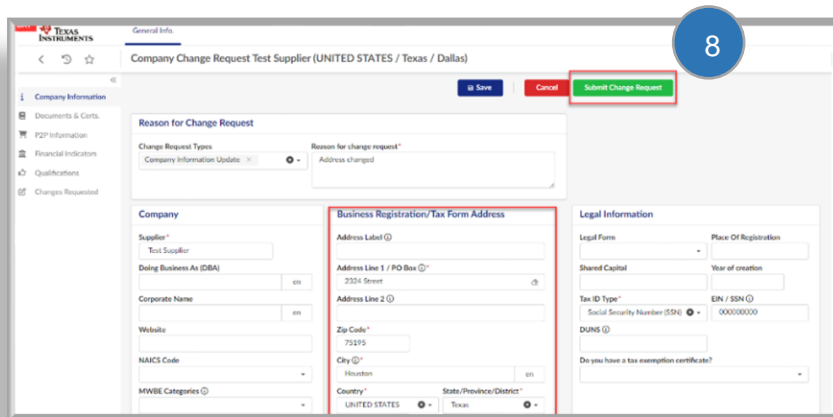 TEXAS
INSTRUMENTS
General Info.
8
Company Change Request Test Supplier (UNITED STATES / Texas / Dallas)
Save
Cancel
Submit Change Request
Company Information
Documents & Certs.
P2P Information
Financial Indicators
Qualifications
Changes Requested
Reason for Change Request
Change Request Types
Company Information Update ×
Reason for change request*
Address changed
Company
Supplier*
Test Supplier
Doing Business As (DBA)
en
Corporate Name
en
Website
NAICS Code
MWBE Categories
Business Registration/Tax Form Address
Address Label
Address Line 1 / PO Box *
2324 Street
Address Line 2
Zip Code*
75195
City *
Houston
en
Country*
UNITED STATES
State/Province/District*
Texas
Legal Information
Legal Form
Place Of Registration
Shared Capital
Year of creation
Tax ID Type*
Social Security Number (SSN)
EIN / SSN
000000000
DUNS
Do you have a tax exemption certificate?